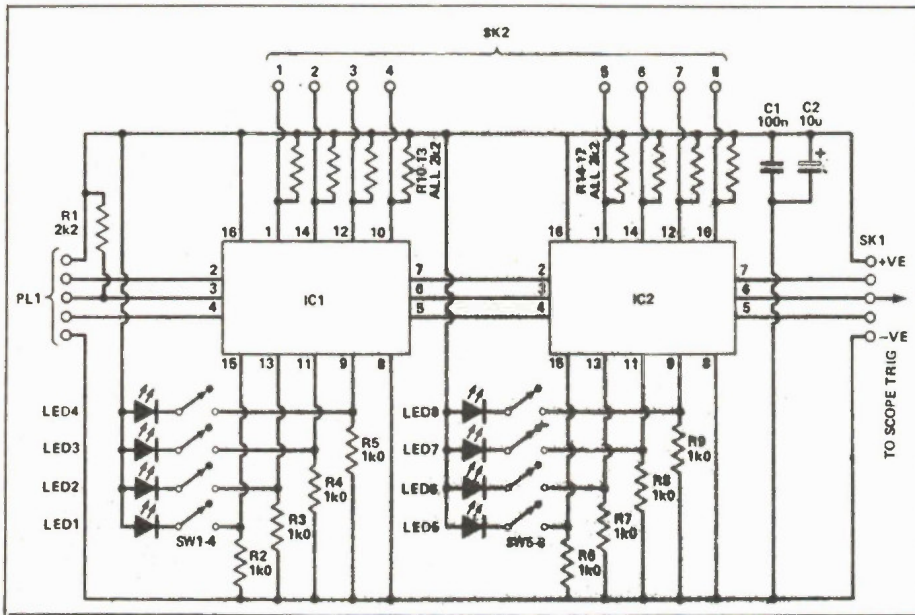 SK2
1 2 3 4
5 6 7 8
C1
100n
C2
10u
+
R10-13
ALL 2k2
R14-17
ALL 2k2
R1
2k2
16 1 14 12 10
16 1 14 12 10
SK1
+VE
PL1
2
3
4
IC1
7
6
5
2
3
4
IC2
7
5
-VE
15 13 11 9 8
15 13 11 9 8
TO SCOPE TRIG
LED4
LED3
LED2
LED1
SW1-4
R5
1k0
R4
1k0
R3
1k0
R2
1k0
LED8
LED7
LED6
LED5
SW5-8
R9
1k0
R8
1k0
R7
1k0
R6
1k0